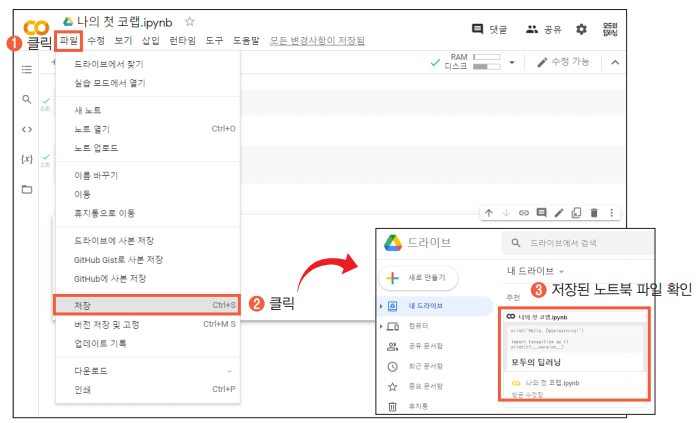 나의 첫 코랩.ipynb
댓글 공유 모두의 딥러닝
❶ 클릭 파일 수정 보기 삽입 런타임 도구 도움말 모든 변경사항이 저장됨
RAM
디스크
수정 가능
드라이브에서 찾기
실습 모드에서 열기
새 노트
노트 열기 Ctrl+O
노트 업로드
이름 바꾸기
이동
휴지통으로 이동
드라이브에 사본 저장
GitHub Gist로 사본 저장
GitHub에 사본 저장
저장 Ctrl+S
❷ 클릭
버전 저장 및 고정 Ctrl+M S
업데이트 기록
다운로드
인쇄 Ctrl+P
드라이브
드라이브에서 검색
새로 만들기
내 드라이브
컴퓨터
공유 문서함
최근 문서함
중요 문서함
휴지통
내 드라이브
❸ 저장된 노트북 파일 확인
추천
나의 첫 코랩.ipynb
print('Hello, Deeplearning!')
import tensorflow as tf
print(tf.__version__)
모두의 딥러닝
나의 첫 코랩.ipynb
방금 수정함